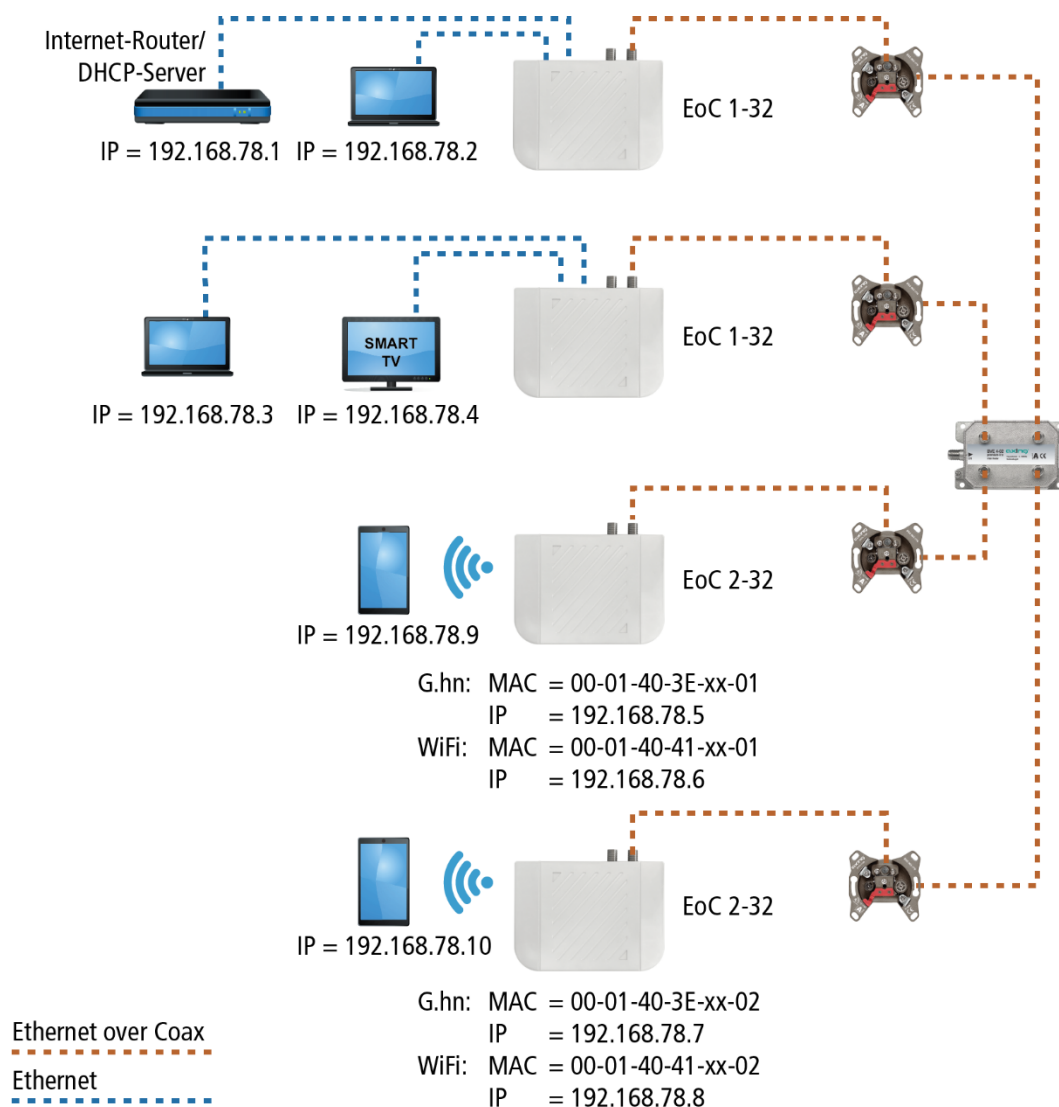 Internet-Router/
DHCP-Server
IP = 192.168.78.1
IP = 192.168.78.2
EoC 1-32
SMART
TV
IP = 192.168.78.3
IP = 192.168.78.4
EoC 1-32
IP = 192.168.78.9
EoC 2-32
G.hn: MAC = 00-01-40-3E-xx-01
IP = 192.168.78.5
WiFi: MAC = 00-01-40-41-xx-01
IP = 192.168.78.6
IP = 192.168.78.10
EoC 2-32
G.hn: MAC = 00-01-40-3E-xx-02
IP = 192.168.78.7
WiFi: MAC = 00-01-40-41-xx-02
IP = 192.168.78.8
Ethernet over Coax
Ethernet